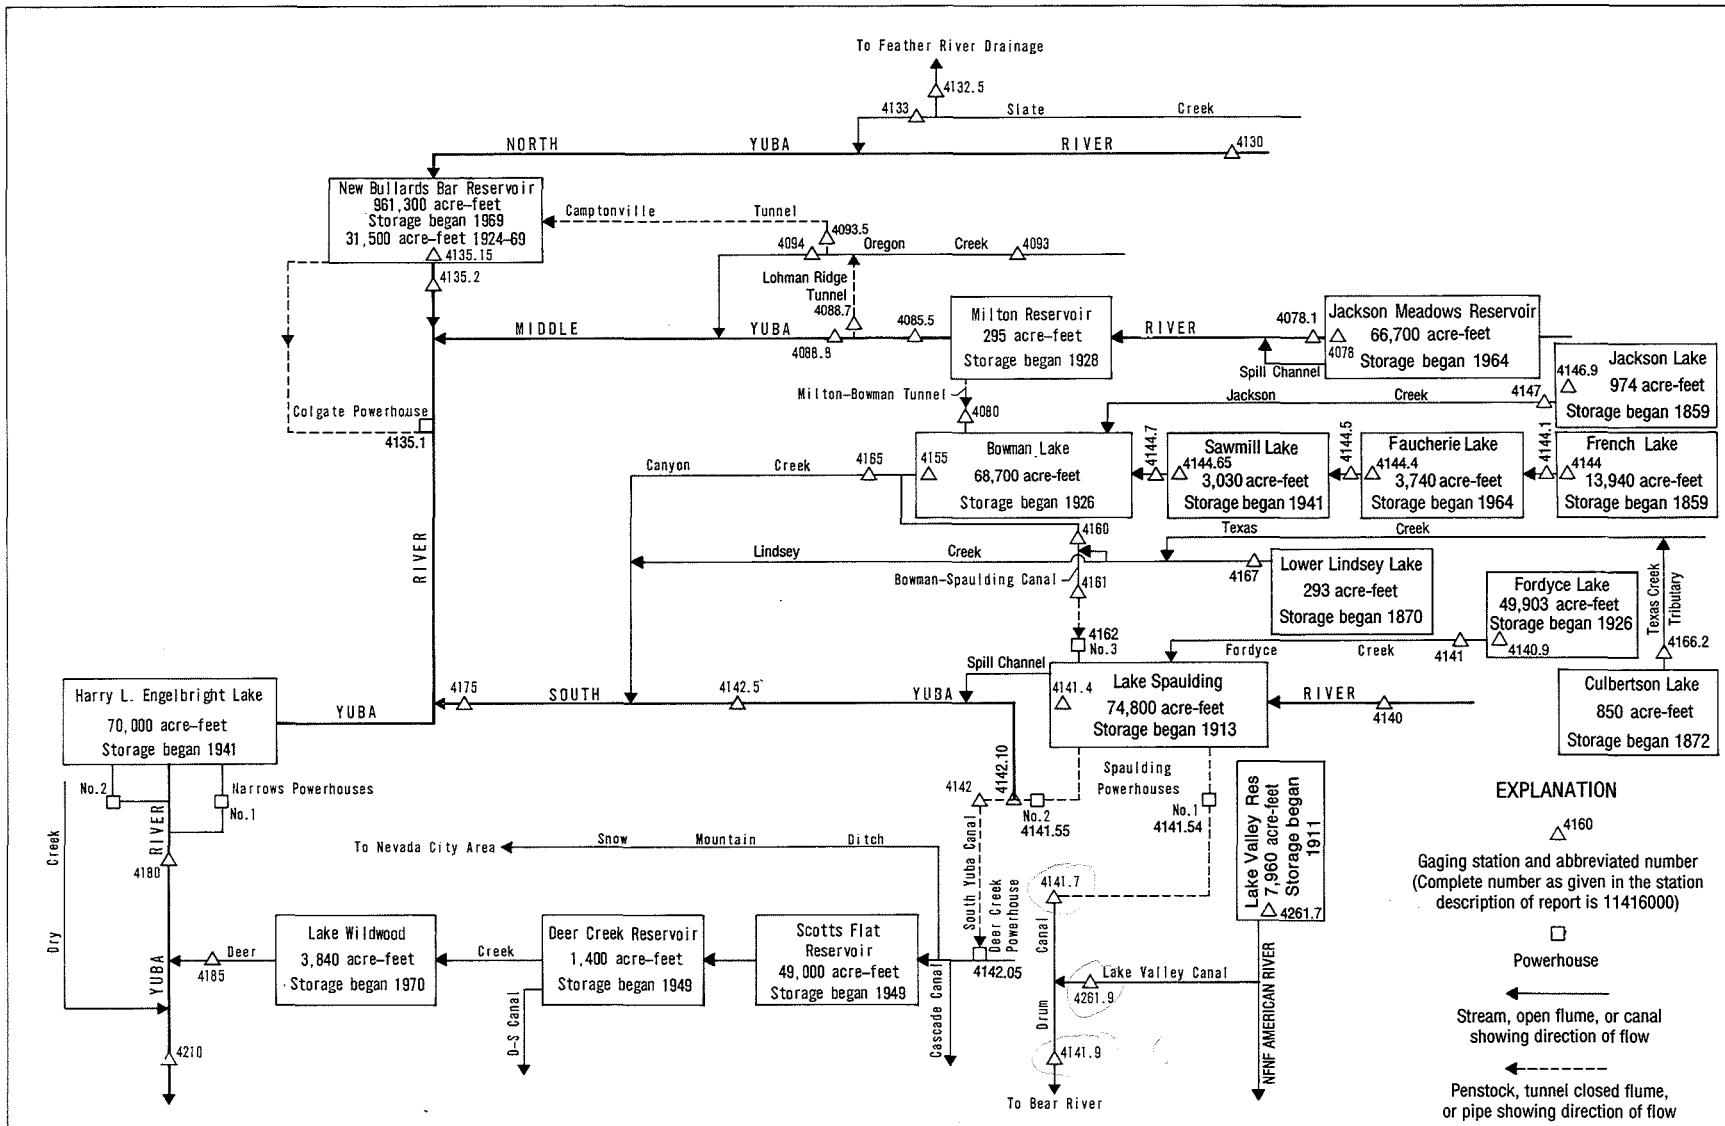 To Feather River Drainage
4132.5
4133
Slate Creek
NORTH YUBA RIVER
4130
New Bullards Bar Reservoir
961,300 acre-feet
Storage began 1969
31,500 acre-feet 1924-69
4135.15
4135.2
Camptonville Tunnel
4093.5
4094
Oregon Creek
4093
Lohman Ridge
Tunnel
4088.7
MIDDLE YUBA RIVER
4088.8
4085.5
Milton Reservoir
295 acre-feet
Storage began 1928
4078.1
Spill Channel
Jackson Meadows Reservoir
66,700 acre-feet
4078
Storage began 1964
Jackson Lake
4146.9
974 acre-feet
Storage began 1859
4147
Jackson Creek
Milton-Bowman Tunnel
4080
Colgate Powerhouse
4135.1
Canyon Creek
4165
Bowman Lake
4155
68,700 acre-feet
Storage began 1926
4144.7
Sawmill Lake
4144.65
3,030 acre-feet
Storage began 1941
4144.5
Faucherie Lake
4144.4
3,740 acre-feet
Storage began 1964
4144.1
French Lake
4144
13,940 acre-feet
Storage began 1859
4160
Texas Creek
Lindsey Creek
Bowman-Spaulding Canal
4161
4167
Lower Lindsey Lake
293 acre-feet
Storage began 1870
Fordyce Lake
49,903 acre-feet
Storage began 1926
4140.9
Texas Creek
Tributary
4166.2
4162
No.3
Fordyce Creek
4141
RIVER
Spill Channel
Lake Spaulding
4141.4
74,800 acre-feet
Storage began 1913
RIVER
4140
Culbertson Lake
850 acre-feet
Storage began 1872
4175
SOUTH YUBA
4142.5
Harry L. Engelbright Lake
70,000 acre-feet
Storage began 1941
YUBA
4142.10
4142
No.2
4141.55
Spaulding
Powerhouses
No.1
4141.54
Lake Valley Res
7,960 acre-feet
Storage began
1911
4261.7
No.2
Narrows Powerhouses
No.1
RIVER
4180
Dry Creek
To Nevada City Area
Snow Mountain Ditch
South Yuba Canal
Deer Creek
Powerhouse
4142.05
4141.7
Drum Canal
Lake Valley Canal
4261.9
4141.9
To Bear River
NFNF AMERICAN RIVER
YUBA
Deer Creek
4185
Lake Wildwood
3,840 acre-feet
Storage began 1970
Deer Creek Reservoir
1,400 acre-feet
Storage began 1949
Scotts Flat
Reservoir
49,000 acre-feet
Storage began 1949
D-S Canal
Cascade Canal
4210
EXPLANATION
4160
Gaging station and abbreviated number
(Complete number as given in the station
description of report is 11416000)
Powerhouse
Stream, open flume, or canal
showing direction of flow
Penstock, tunnel closed flume,
or pipe showing direction of flow